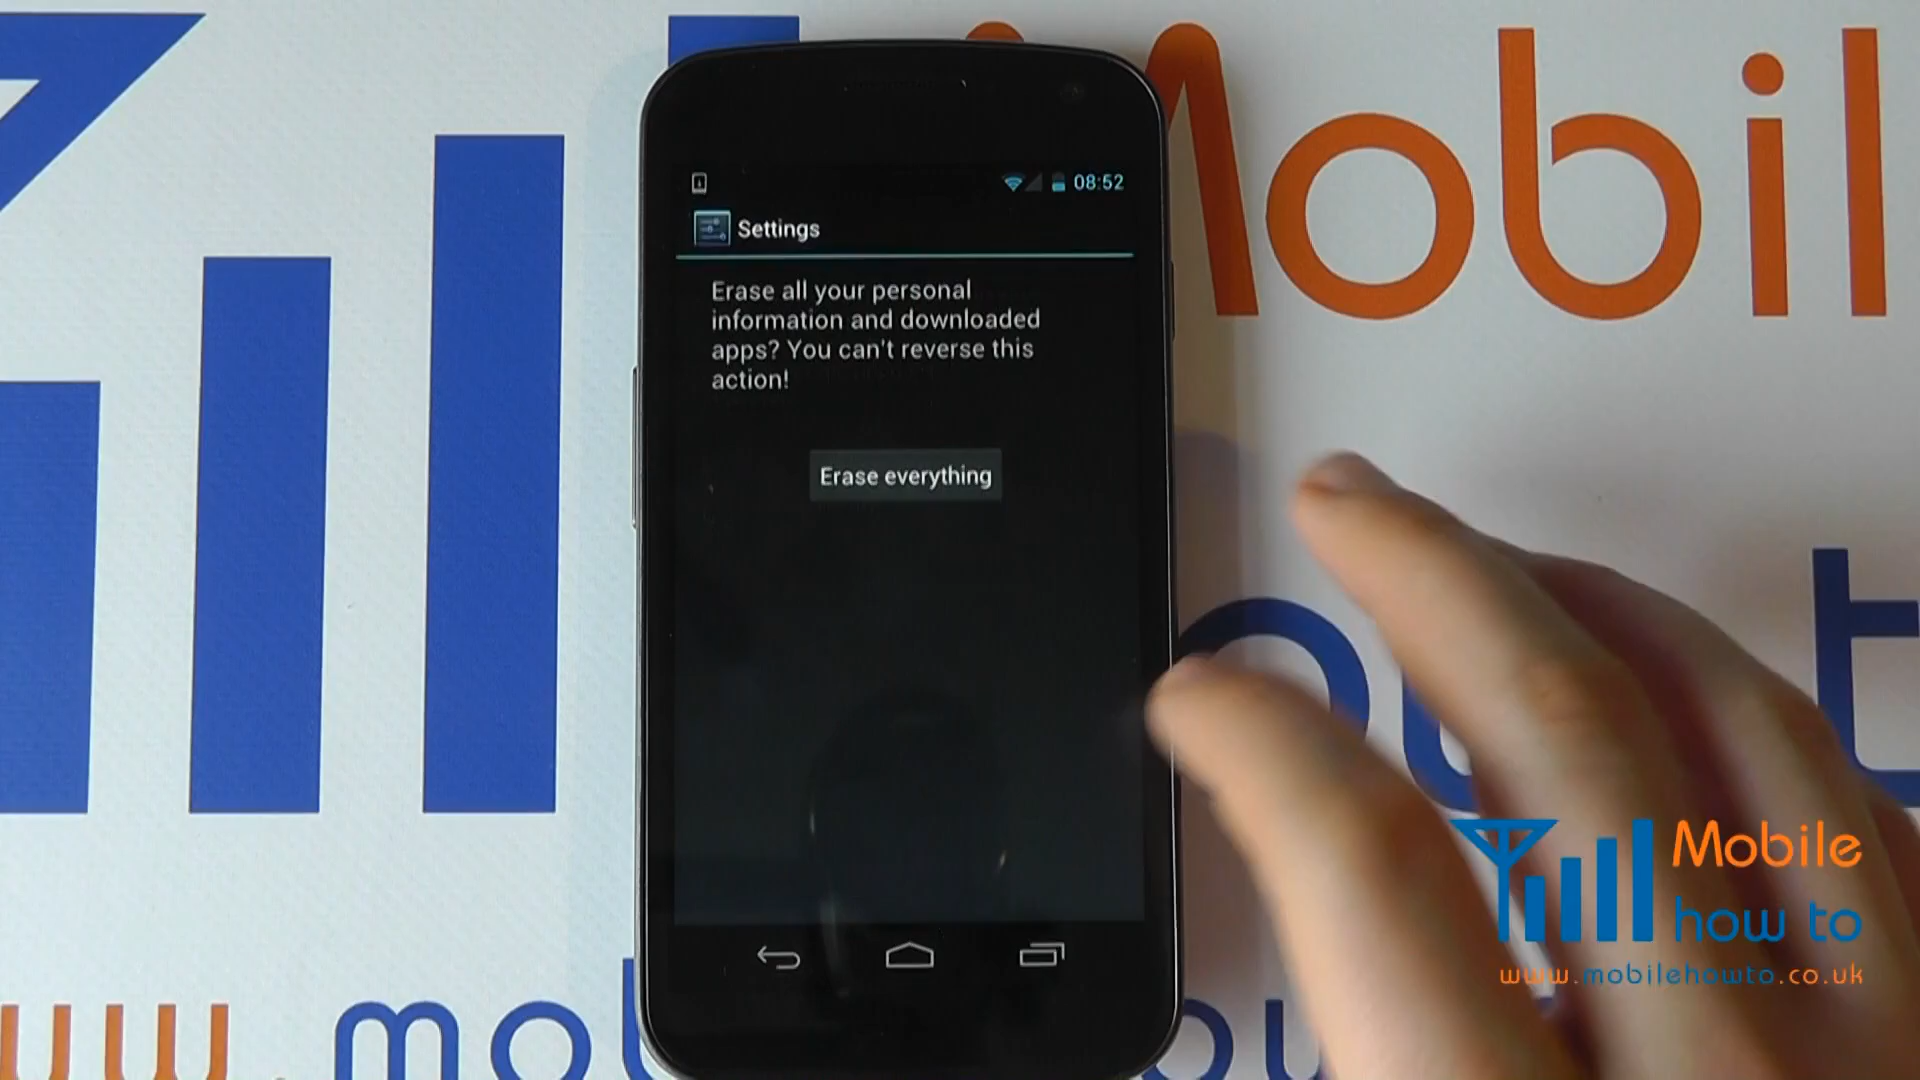 Mobil
08:52
Settings
Erase all your personal
information and downloaded
apps? You can't reverse this
action!
Erase everything
Mobile
how to
www.mobilehowto.co.uk